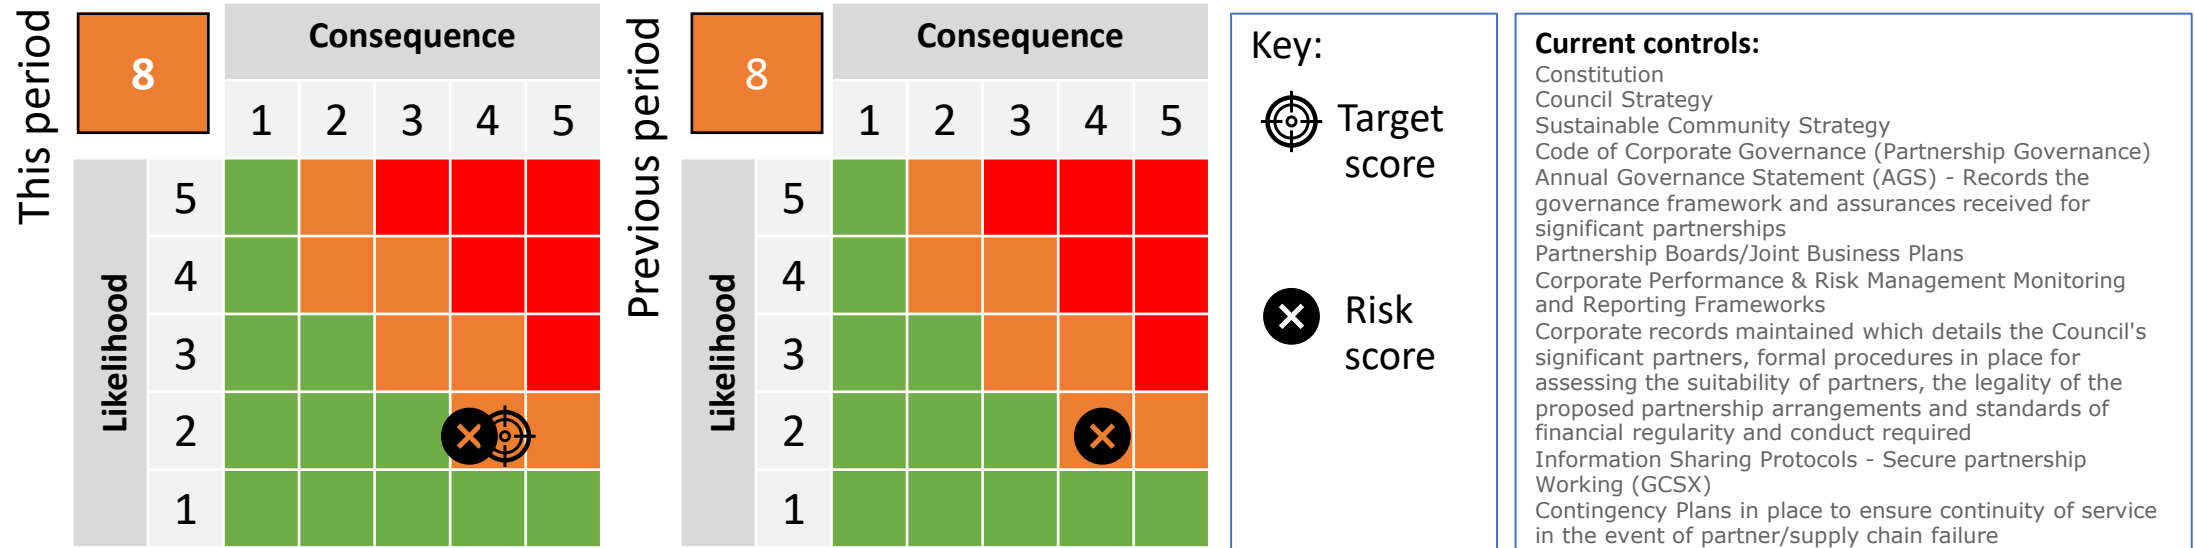 This period
8
Consequence
1 2 3 4 5
Likelihood
5
4
3
2
1
Previous period
8
Consequence
1 2 3 4 5
Likelihood
5
4
3
2
1
Key:
Target
score
Risk
score
Current controls:
Constitution
Council Strategy
Sustainable Community Strategy
Code of Corporate Governance (Partnership Governance)
Annual Governance Statement (AGS) - Records the
governance framework and assurances received for
significant partnerships
Partnership Boards/Joint Business Plans
Corporate Performance & Risk Management Monitoring
and Reporting Frameworks
Corporate records maintained which details the Council's
significant partners, formal procedures in place for
assessing the suitability of partners, the legality of the
proposed partnership arrangements and standards of
financial regularity and conduct required
Information Sharing Protocols - Secure partnership
Working (GCSX)
Contingency Plans in place to ensure continuity of service
in the event of partner/supply chain failure